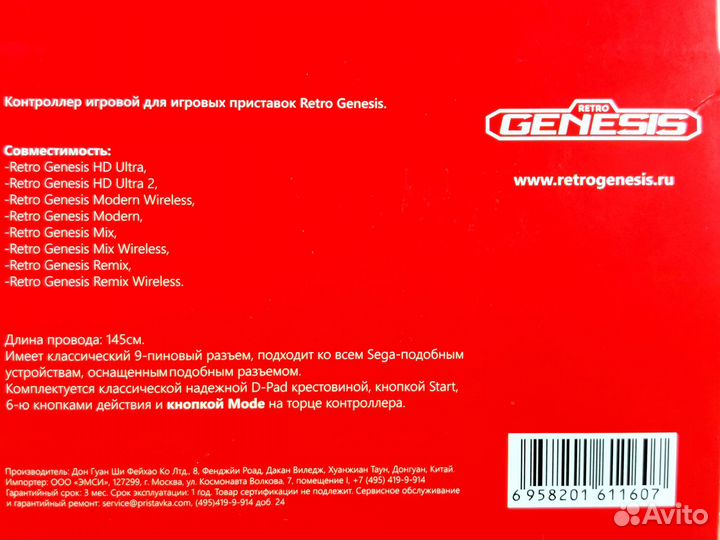 Контроллер игровой для игровых приставок Retro Genesis.
RETRO
GENESIS
www.retrogenesis.ru
Совместимость:
-Retro Genesis HD Ultra,
-Retro Genesis HD Ultra 2,
-Retro Genesis Modern Wireless,
-Retro Genesis Modern,
-Retro Genesis Mix,
-Retro Genesis Mix Wireless,
-Retro Genesis Remix,
-Retro Genesis Remix Wireless.
Длина провода: 145см.
Имеет классический 9-пиновый разъем, подходит ко всем Sega-подобным
устройствам, оснащенным подобным разъемом.
Комплектуется классической надежной D-Pad крестовиной, кнопкой Start,
6-ю кнопками действия и кнопкой Mode на торце контроллера.
Производитель: Дон Гуан Ши Фейхао Ко Лтд., 8, Фенджйи Роад, Дакан Виледж, Хуанжиан Таун, Донгуан, Китай.
Импортер: ООО «ЭМСИ», 127299, г. Москва, ул. Космонавта Волкова, 7, помещение I, +7 (495) 419-9-914
Гарантийный срок: 3 мес. Срок эксплуатации: 1 год. Товар сертификации не подлежит. Сервисное обслуживание
и гарантийный ремонт: service@pristavka.com, (495)419-9-914 доб. 24
6 958201 611607
Avito